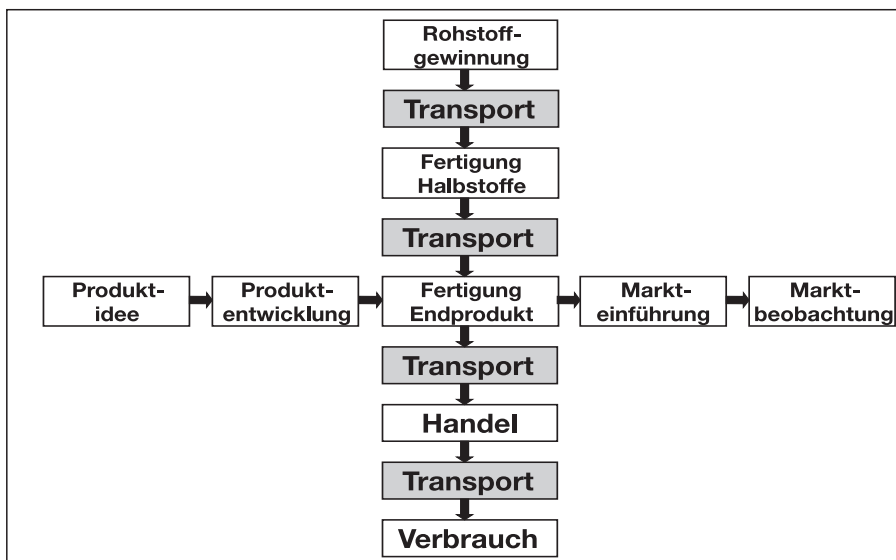 Rohstoff-
gewinnung
Transport
Fertigung
Halbstoffe
Transport
Produkt-
idee
Produkt-
entwicklung
Fertigung
Endprodukt
Markt-
einführung
Markt-
beobachtung
Transport
Handel
Transport
Verbrauch